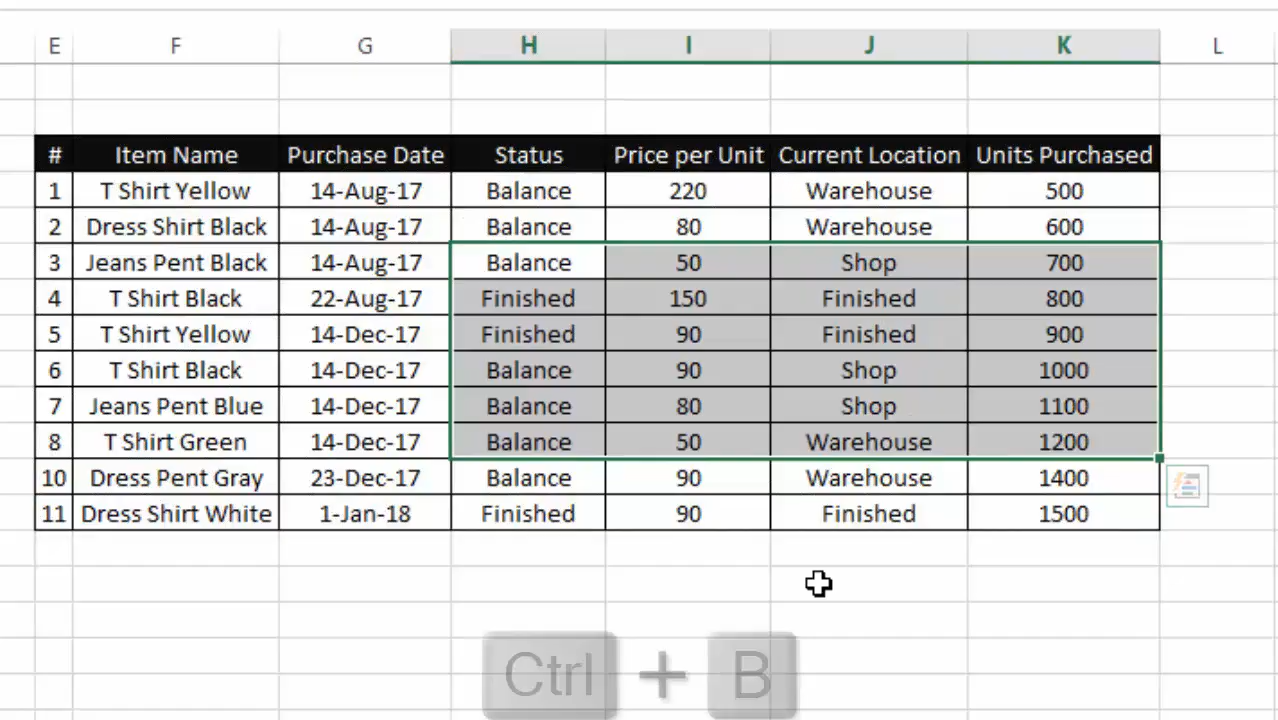 E F G H I J K L
# Item Name Purchase Date Status Price per Unit Current Location Units Purchased
1 T Shirt Yellow 14-Aug-17 Balance 220 Warehouse 500
2 Dress Shirt Black 14-Aug-17 Balance 80 Warehouse 600
3 Jeans Pent Black 14-Aug-17 Balance 50 Shop 700
4 T Shirt Black 22-Aug-17 Finished 150 Finished 800
5 T Shirt Yellow 14-Dec-17 Finished 90 Finished 900
6 T Shirt Black 14-Dec-17 Balance 90 Shop 1000
7 Jeans Pent Blue 14-Dec-17 Balance 80 Shop 1100
8 T Shirt Green 14-Dec-17 Balance 50 Warehouse 1200
10 Dress Pent Gray 23-Dec-17 Balance 90 Warehouse 1400
11 Dress Shirt White 1-Jan-18 Finished 90 Finished 1500
Ctrl + B